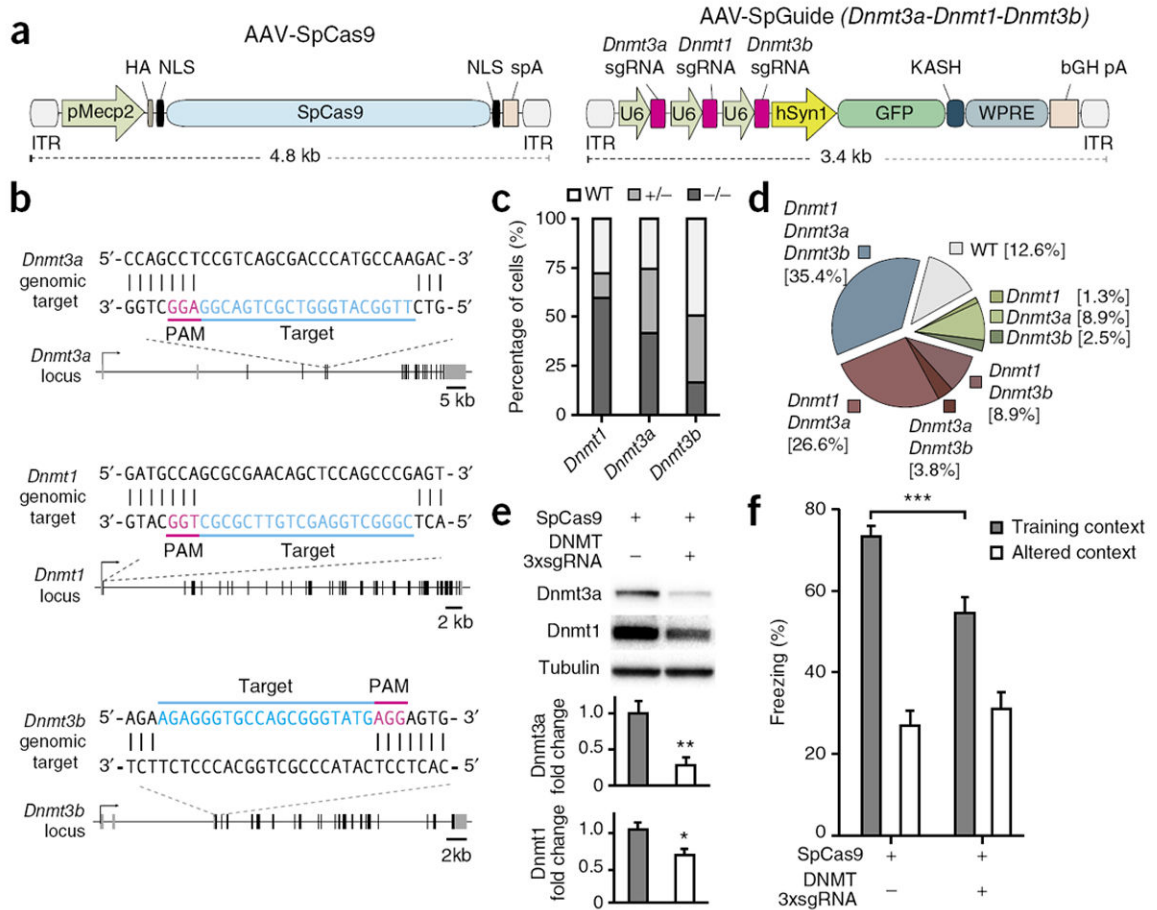 a
AAV-SpCas9
HA NLS NLS spA
pMecp2 SpCas9
ITR ITR
4.8 kb
AAV-SpGuide (Dnmt3a-Dnmt1-Dnmt3b)
Dnmt3a Dnmt1 Dnmt3b
sgRNA sgRNA sgRNA KASH bGH pA
U6 U6 U6 hSyn1 GFP WPRE
ITR ITR
3.4 kb
b
Dnmt3a
genomic
target
5′-CCAGCCTCCGTCAGCGACCCATGCCAAGAC-3′
3′-GGTCGGAGGCAGTCGCTGGGTACGGTTCTG-5′
PAM Target
Dnmt3a
locus
5 kb
Dnmt1
genomic
target
5′-GATGCCAGCGCGAACAGCTCCAGCCCGAGT-3′
3′-GTACGGTCGCGCTTGTCGAGGTCGGGCTCA-5′
PAM Target
Dnmt1
locus
2 kb
Target PAM
Dnmt3b
genomic
target
5′-AGAAGAGGGTGCCAGCGGGTATGAGGAGTG-3′
3′-TCTTCTCCCACGGTCGCCCATACTCCTCAC-5′
Dnmt3b
locus
2kb
c
WT +/– –/–
Percentage of cells (%)
100
75
50
25
0
Dnmt1 Dnmt3a Dnmt3b
d
Dnmt1
Dnmt3a
Dnmt3b
[35.4%]
WT [12.6%]
Dnmt1 [1.3%]
Dnmt3a [8.9%]
Dnmt3b [2.5%]
Dnmt1
Dnmt3b
[8.9%]
Dnmt3a
Dnmt3b
[3.8%]
Dnmt1
Dnmt3a
[26.6%]
e
SpCas9 + +
DNMT
3xsgRNA – +
Dnmt3a
Dnmt1
Tubulin
Dnmt3a
fold change
1.0
0.5
0
**
Dnmt1
fold change
1.0
0.5
0
*
f
***
Training context
Altered context
Freezing (%)
80
60
40
20
0
SpCas9 + +
DNMT
3xsgRNA – +